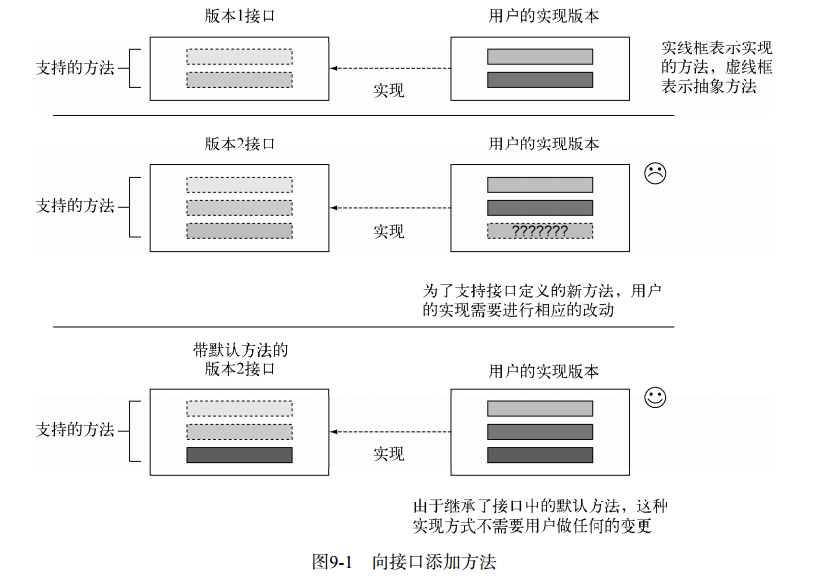 版本1接口
用户的实现版本
支持的方法
实现
实线框表示实现
的方法，虚线框
表示抽象方法
版本2接口
用户的实现版本
支持的方法
???????
实现
为了支持接口定义的新方法，用户
的实现需要进行相应的改动
带默认方法的
版本2接口
用户的实现版本
支持的方法
实现
由于继承了接口中的默认方法，这种
实现方式不需要用户做任何的变更
图9-1 向接口添加方法